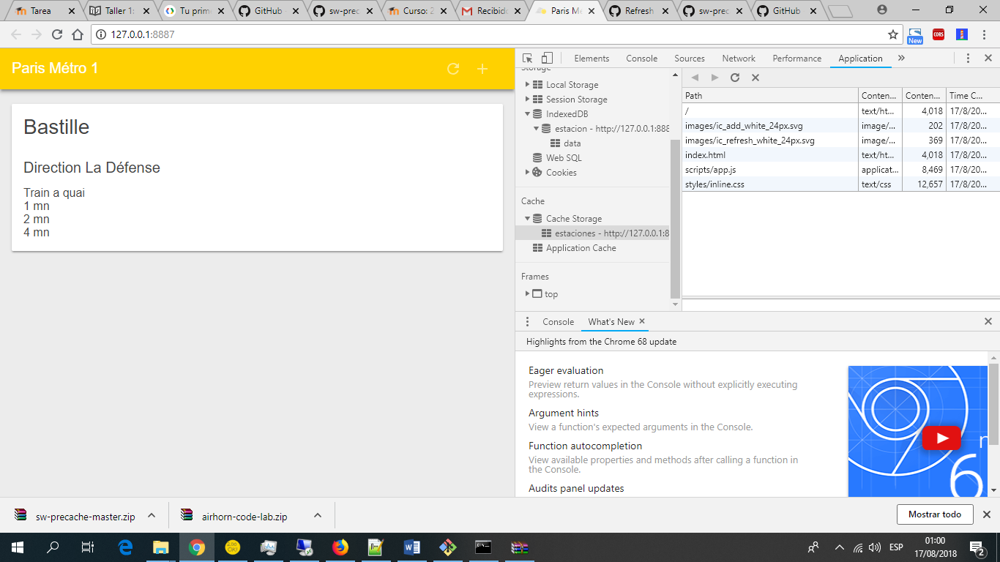 Tarea
Taller 1:
Tu prim
GitHub
sw-prec
Curso: 2
Recibido
Paris Mé
Refresh
sw-prec
GitHub
127.0.0.1:8887
New
CORS
Paris Métro 1
Bastille
Direction La Défense
Train a quai
1 mn
2 mn
4 mn
Elements
Console
Sources
Network
Performance
Application
»
Storage
Local Storage
Session Storage
IndexedDB
estacion - http://127.0.0.1:888
data
Web SQL
Cookies
Cache
Cache Storage
estaciones - http://127.0.0.1:8
Application Cache
Frames
top
Path Conten... Conten... Time C...
/ text/ht... 4,018 17/8/20...
images/ic_add_white_24px.svg image/... 202 17/8/20...
images/ic_refresh_white_24px.svg image/... 369 17/8/20...
index.html text/ht... 4,018 17/8/20...
scripts/app.js applicat... 8,469 17/8/20...
styles/inline.css text/css 12,657 17/8/20...
Console
What's New
Highlights from the Chrome 68 update
Eager evaluation
Preview return values in the Console without explicitly executing
expressions.
Argument hints
View a function's expected arguments in the Console.
Function autocompletion
View available properties and methods after calling a function in
the Console.
Audits panel updates
n
6
sw-precache-master.zip
airhorn-code-lab.zip
Mostrar todo
ESP
01:00
17/08/2018
2